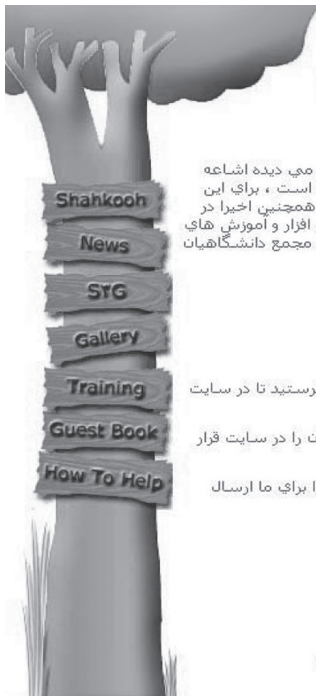 Shahkooh
News
S۲G
Gallery
Training
Guest Book
How To Help
مي ديده اشاعه
است ، براي اين
همچنين اخيرا در
افزار و آموزش هاي
مجمع دانشگاهيان
رستيد تا در سايت
ن را در سايت قرار
ا براي ما ارسال